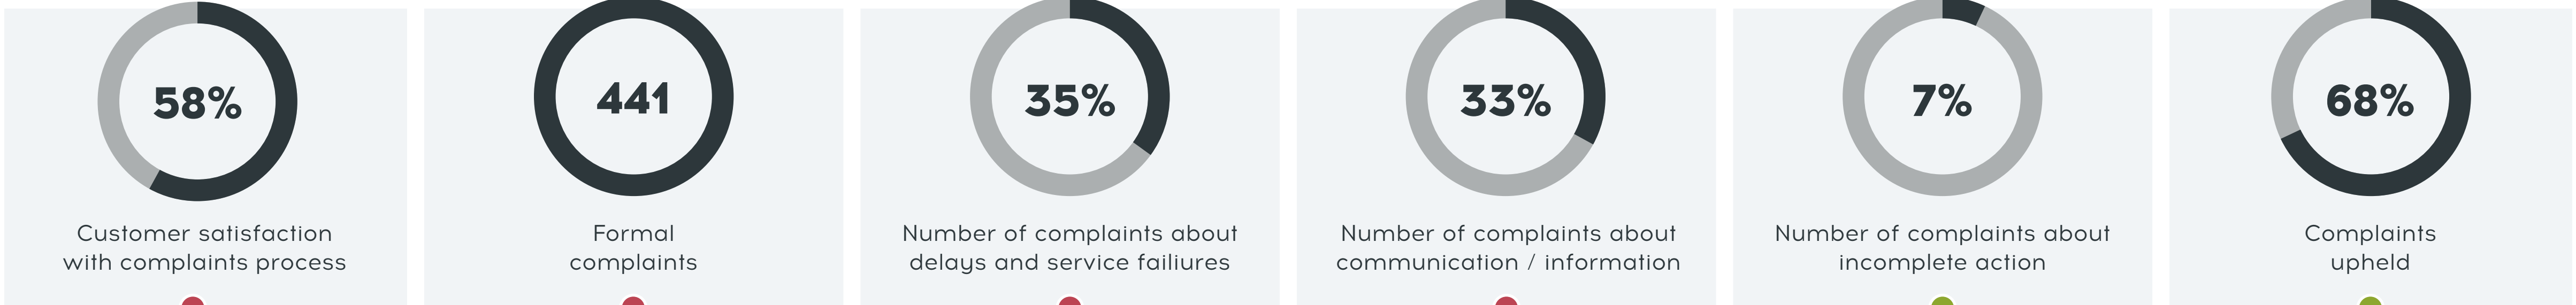 58%
Customer satisfaction
with complaints process
441
Formal
complaints
35%
Number of complaints about
delays and service failiures
33%
Number of complaints about
communication / information
7%
Number of complaints about
incomplete action
68%
Complaints
upheld